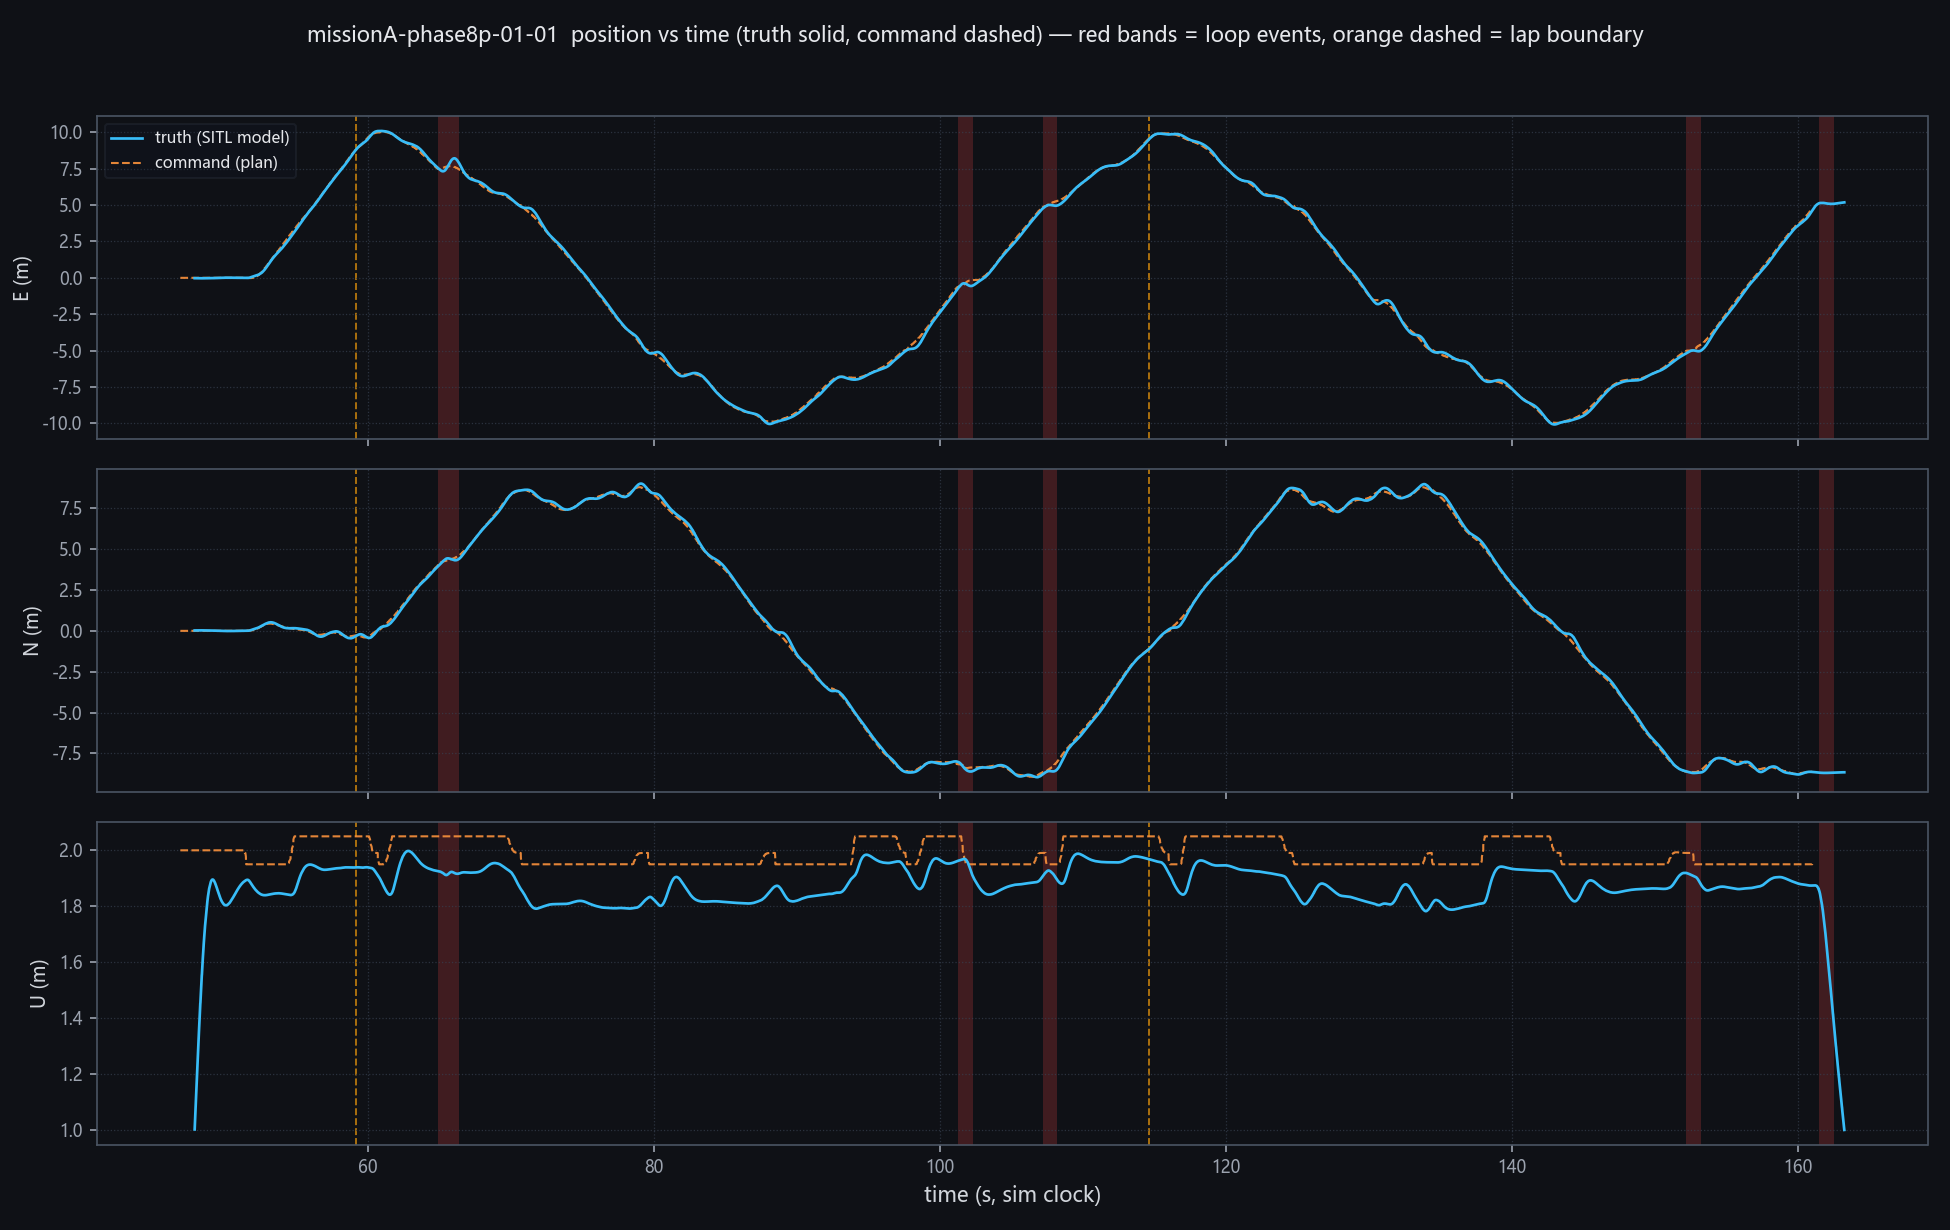 missionA-phase8p-01-01  position vs time (truth solid, command dashed) — red bands = loop events, orange dashed = lap boundary
10.0
7.5
5.0
2.5
0.0
-2.5
-5.0
-7.5
-10.0
E (m)
truth (SITL model)
command (plan)
7.5
5.0
2.5
0.0
-2.5
-5.0
-7.5
N (m)
2.0
1.8
1.6
1.4
1.2
1.0
U (m)
60 80 100 120 140 160
time (s, sim clock)